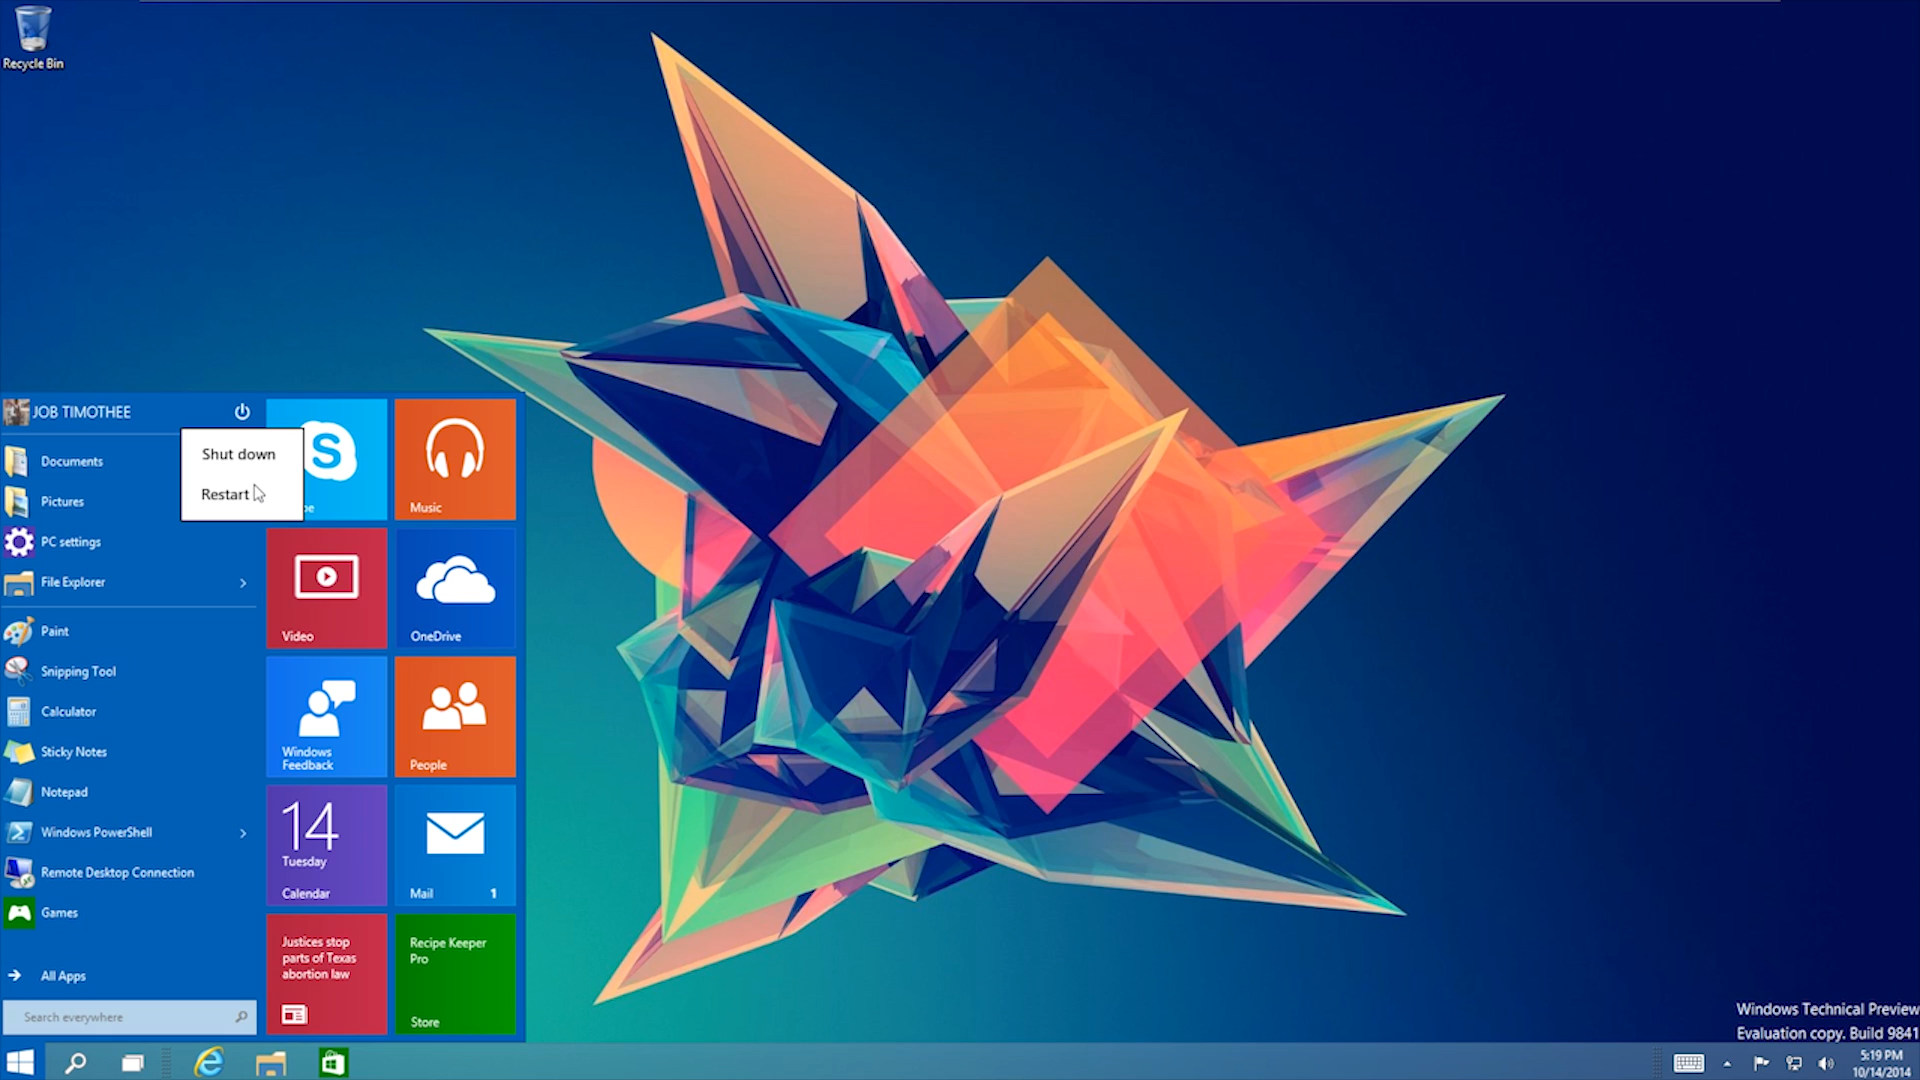 Recycle Bin
JOB TIMOTHEE
Shut down
Restart
Documents
Pictures
PC settings
File Explorer
Paint
Snipping Tool
Calculator
Sticky Notes
Notepad
Windows PowerShell
Remote Desktop Connection
Games
All Apps
Search everywhere
S
be
Music
Video
OneDrive
Windows
Feedback
People
14
Tuesday
Calendar
Mail 1
Justices stop
parts of Texas
abortion law
Recipe Keeper
Pro
Store
Windows Technical Preview
Evaluation copy. Build 9841
5:19 PM
10/14/2014